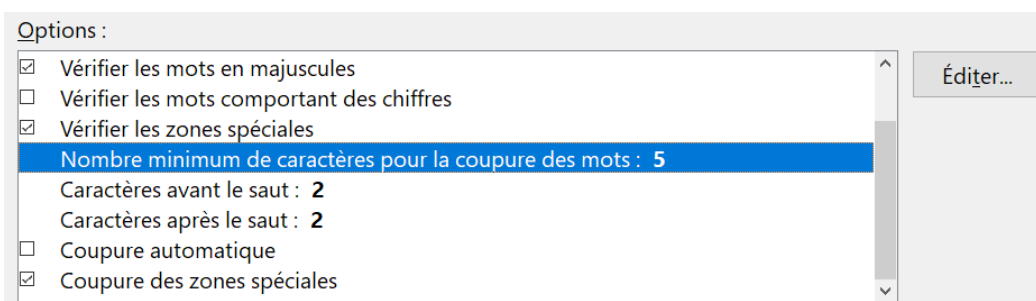 Options :
Vérifier les mots en majuscules
Éditer...
Vérifier les mots comportant des chiffres
Vérifier les zones spéciales
Nombre minimum de caractères pour la coupure des mots : 5
Caractères avant le saut : 2
Caractères après le saut : 2
Coupure automatique
Coupure des zones spéciales